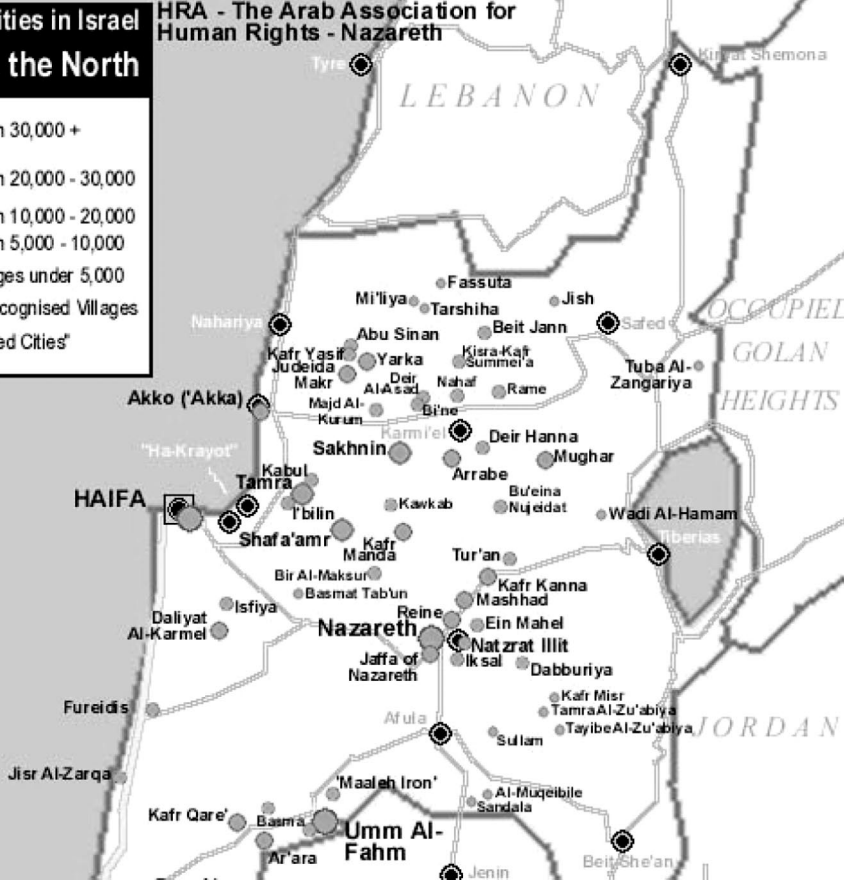 ities in Israel
the North
HRA - The Arab Association for
Human Rights - Nazareth
30,000 +
20,000 - 30,000
10,000 - 20,000
5,000 - 10,000
ges under 5,000
cognised Villages
ed Cities"
Tyre
Kiryat Shemona
LEBANON
Fassuta
Mi'liya
Tarshiha
Jish
Nahariya
Abu Sinan
Beit Jann
Safed
OCCUPIED
GOLAN
HEIGHTS
Kafr Yasif
Yarka
Judeida
Makr
Kisra-Kafr
Summei'a
Tuba Al-
Zangariya
Deir
Al-Asad
Nahaf
Rame
Akko ('Akka)
Majd Al-
Kurum
Bi'ne
Karmi'el
Deir Hanna
"Ha-Krayot"
Sakhnin
Arrabe
Mughar
Kabul
Tamra
HAIFA
I'bilin
Kawkab
Bu'eina
Nujeidat
Wadi Al-Hamam
Shafa'amr
Kafr
Manda
Tiberias
Tur'an
Bir Al-Maksur
Kafr Kanna
Basmat Tab'un
Mashhad
Isfiya
Reine
Daliyat
Al-Karmel
Ein Mahel
Nazareth
Natzrat Illit
Jaffa of
Nazareth
Iksal
Dabburiya
Fureidis
Kafr Misr
Tamra Al-Zu'abiya
Afula
Tayibe Al-Zu'abiya
JORDAN
Sullam
Jisr Al-Zarqa
'Maaleh Iron'
Al-Muqeibile
Sandala
Kafr Qare'
Basma
Umm Al-
Fahm
Ar'ara
Beit She'an
Jenin